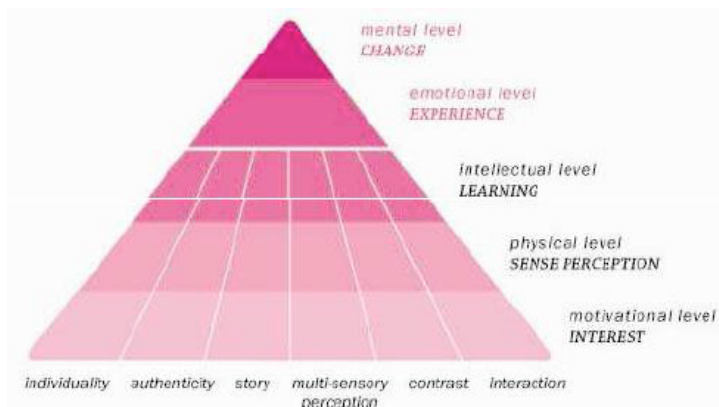 mental level
CHANGE
emotional level
EXPERIENCE
intellectual level
LEARNING
physical level
SENSE PERCEPTION
motivational level
INTEREST
individuality authenticity story multi-sensory contrast interaction
perception